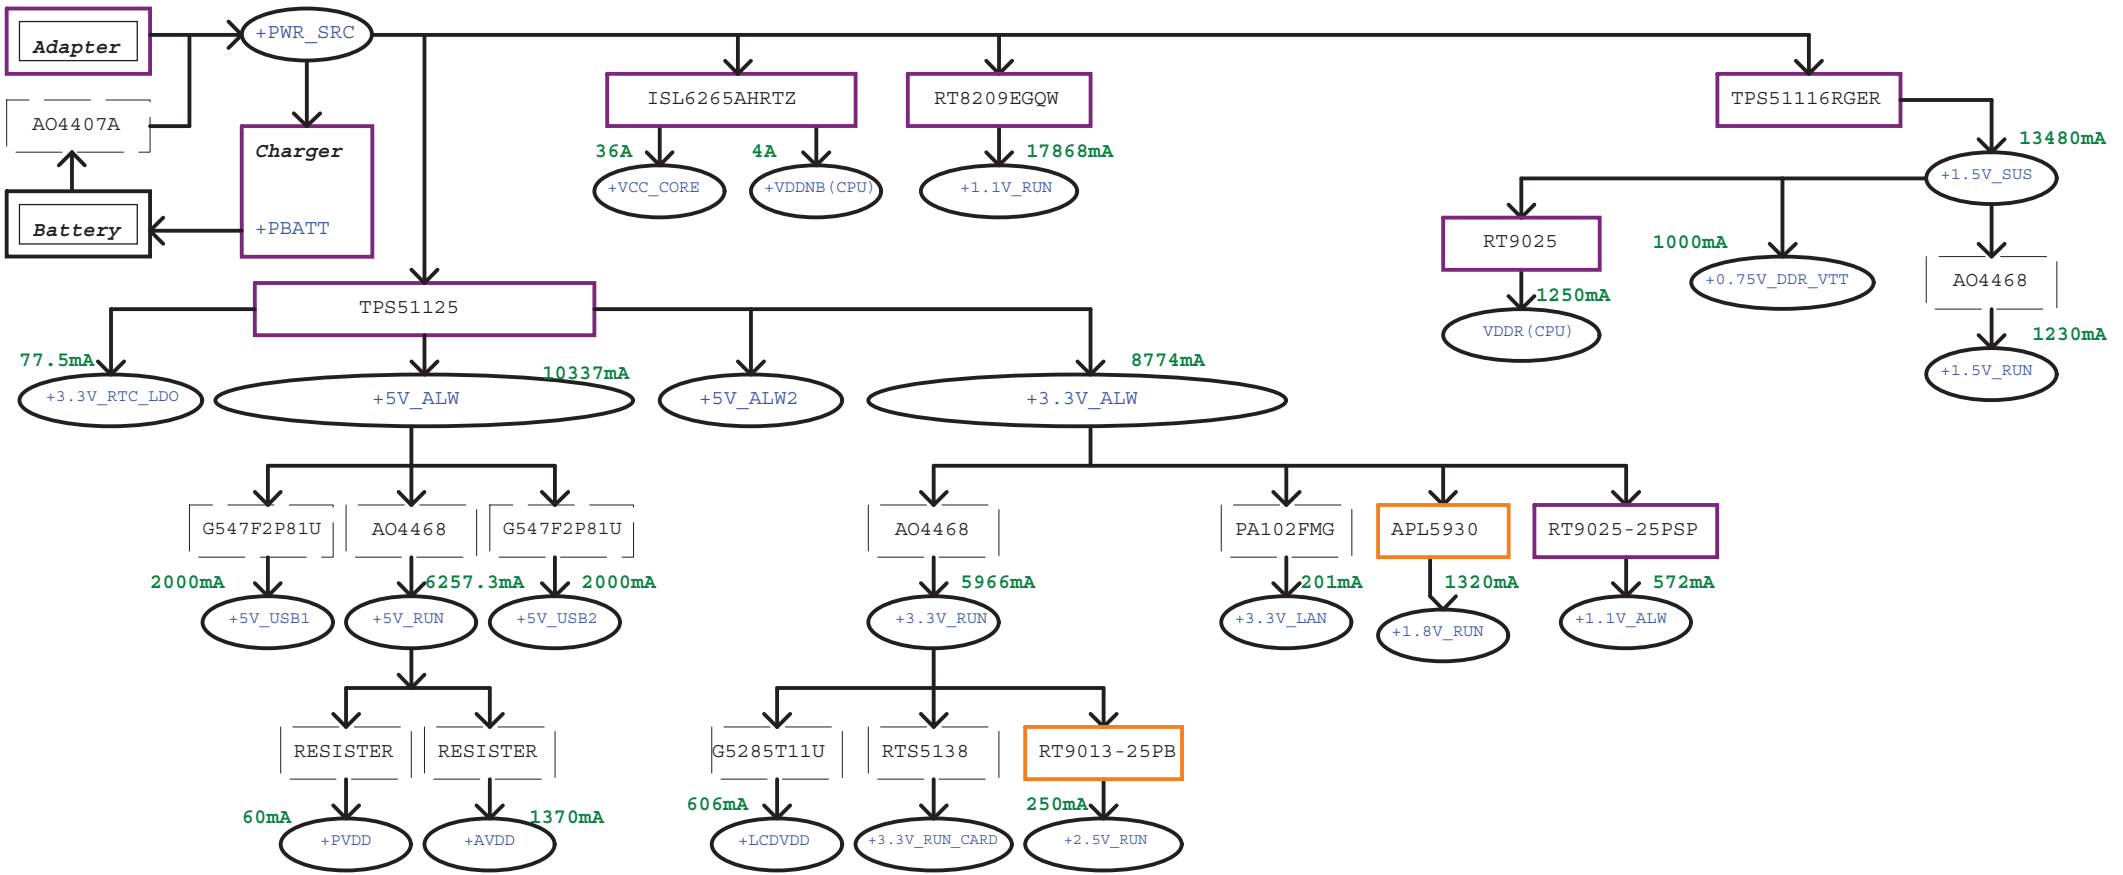 Adapter
+PWR_SRC
AO4407A
Charger
+PBATT
Battery
ISL6265AHRTZ
RT8209EGQW
TPS51116RGER
36A
4A
17868mA
13480mA
+VCC_CORE
+VDDNB(CPU)
+1.1V_RUN
+1.5V_SUS
RT9025
1000mA
+0.75V_DDR_VTT
AO4468
1250mA
VDDR(CPU)
1230mA
+1.5V_RUN
TPS51125
77.5mA
10337mA
8774mA
+3.3V_RTC_LDO
+5V_ALW
+5V_ALW2
+3.3V_ALW
G547F2P81U
AO4468
G547F2P81U
AO4468
PA102FMG
APL5930
RT9025-25PSP
2000mA
6257.3mA
2000mA
5966mA
201mA
1320mA
572mA
+5V_USB1
+5V_RUN
+5V_USB2
+3.3V_RUN
+3.3V_LAN
+1.8V_RUN
+1.1V_ALW
RESISTER
RESISTER
G5285T11U
RTS5138
RT9013-25PB
60mA
1370mA
606mA
250mA
+PVDD
+AVDD
+LCDVDD
+3.3V_RUN_CARD
+2.5V_RUN